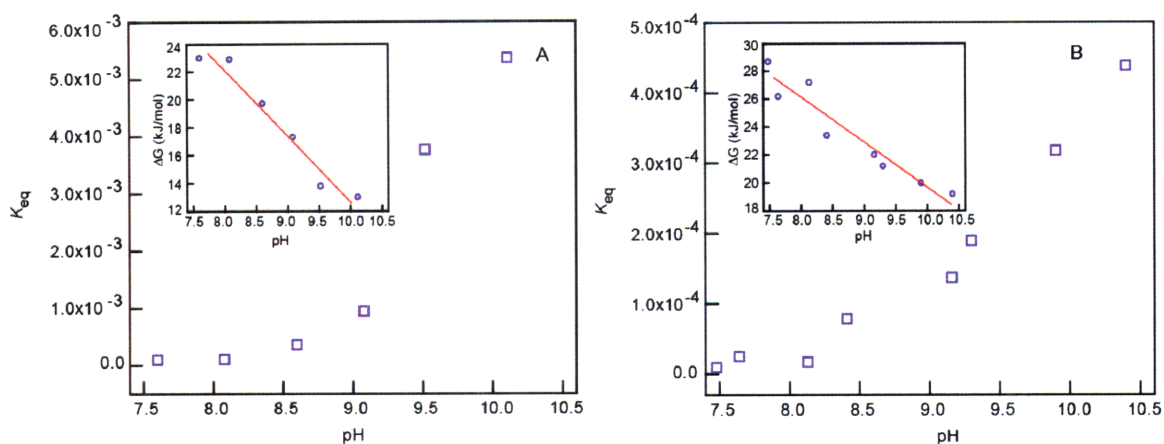 A
6.0x10⁻³
5.0x10⁻³
4.0x10⁻³
3.0x10⁻³
2.0x10⁻³
1.0x10⁻³
0.0
Keq
7.5 8.0 8.5 9.0 9.5 10.0 10.5
pH
24
22
20
18
16
14
12
ΔG (kJ/mol)
7.5 8.0 8.5 9.0 9.5 10.0 10.5
pH
B
5.0x10⁻⁴
4.0x10⁻⁴
3.0x10⁻⁴
2.0x10⁻⁴
1.0x10⁻⁴
0.0
Keq
7.5 8.0 8.5 9.0 9.5 10.0 10.5
pH
30
28
26
24
22
20
18
ΔG (kJ/mol)
7.5 8.0 8.5 9.0 9.5 10.0 10.5
pH